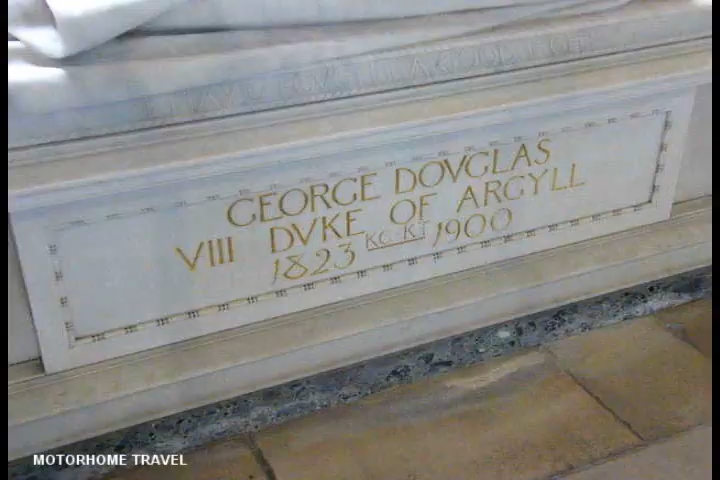 GEORGE DOVGLAS
VIII DVKE OF ARGYLL
1823 KG. KT 1900
MOTORHOME TRAVEL